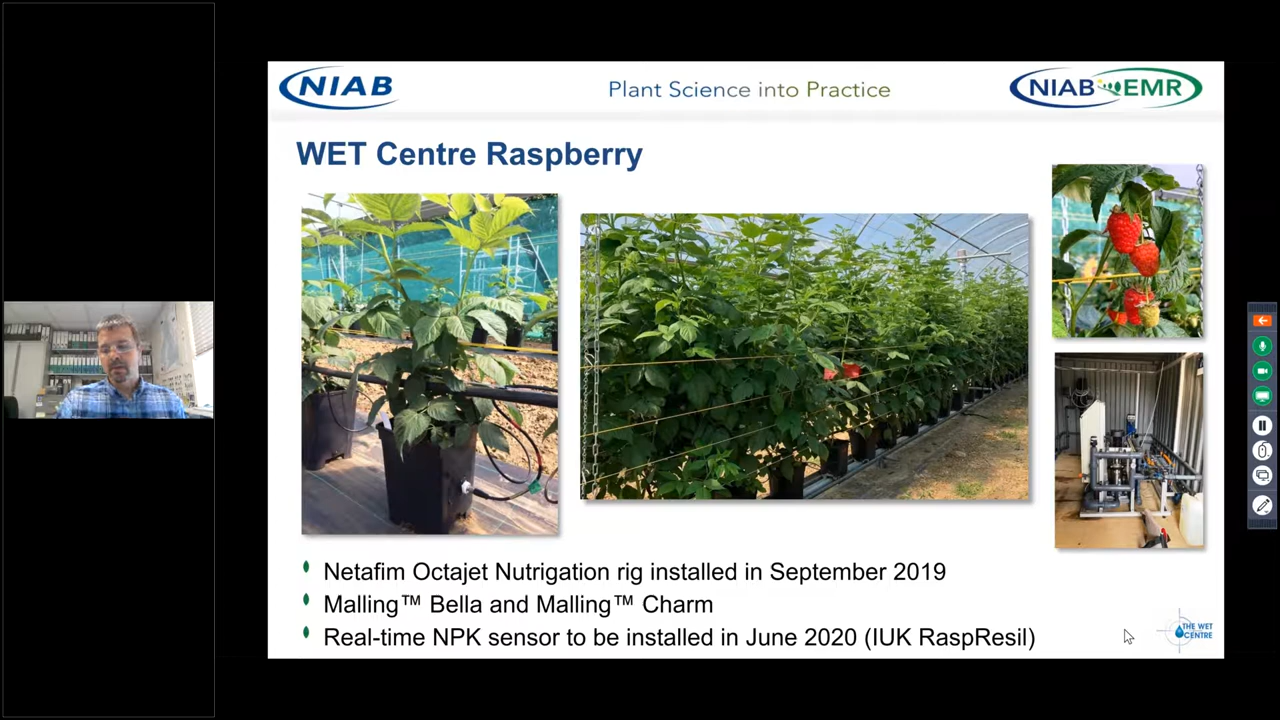 NIAB
Plant Science into Practice
NIAB EMR
WET Centre Raspberry
Netafim Octajet Nutrigation rig installed in September 2019
Malling™ Bella and Malling™ Charm
Real-time NPK sensor to be installed in June 2020 (IUK RaspResil)
THE WET
CENTRE